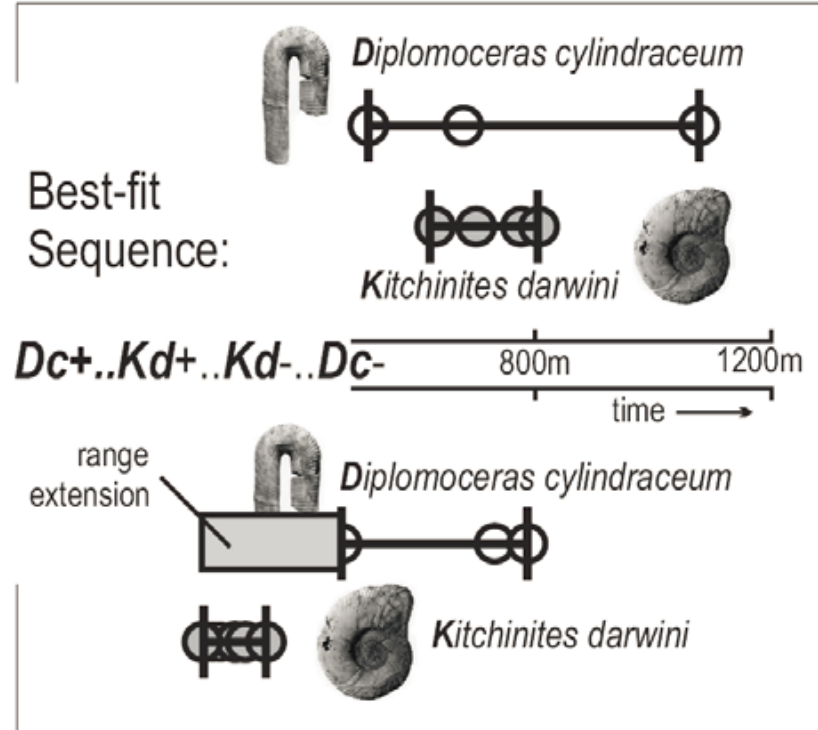 Diplomoceras cylindraceum
Best-fit
Sequence:
Kitchinites darwini
Dc+..Kd+..Kd-..Dc-
800m
1200m
time
range
extension
Diplomoceras cylindraceum
Kitchinites darwini